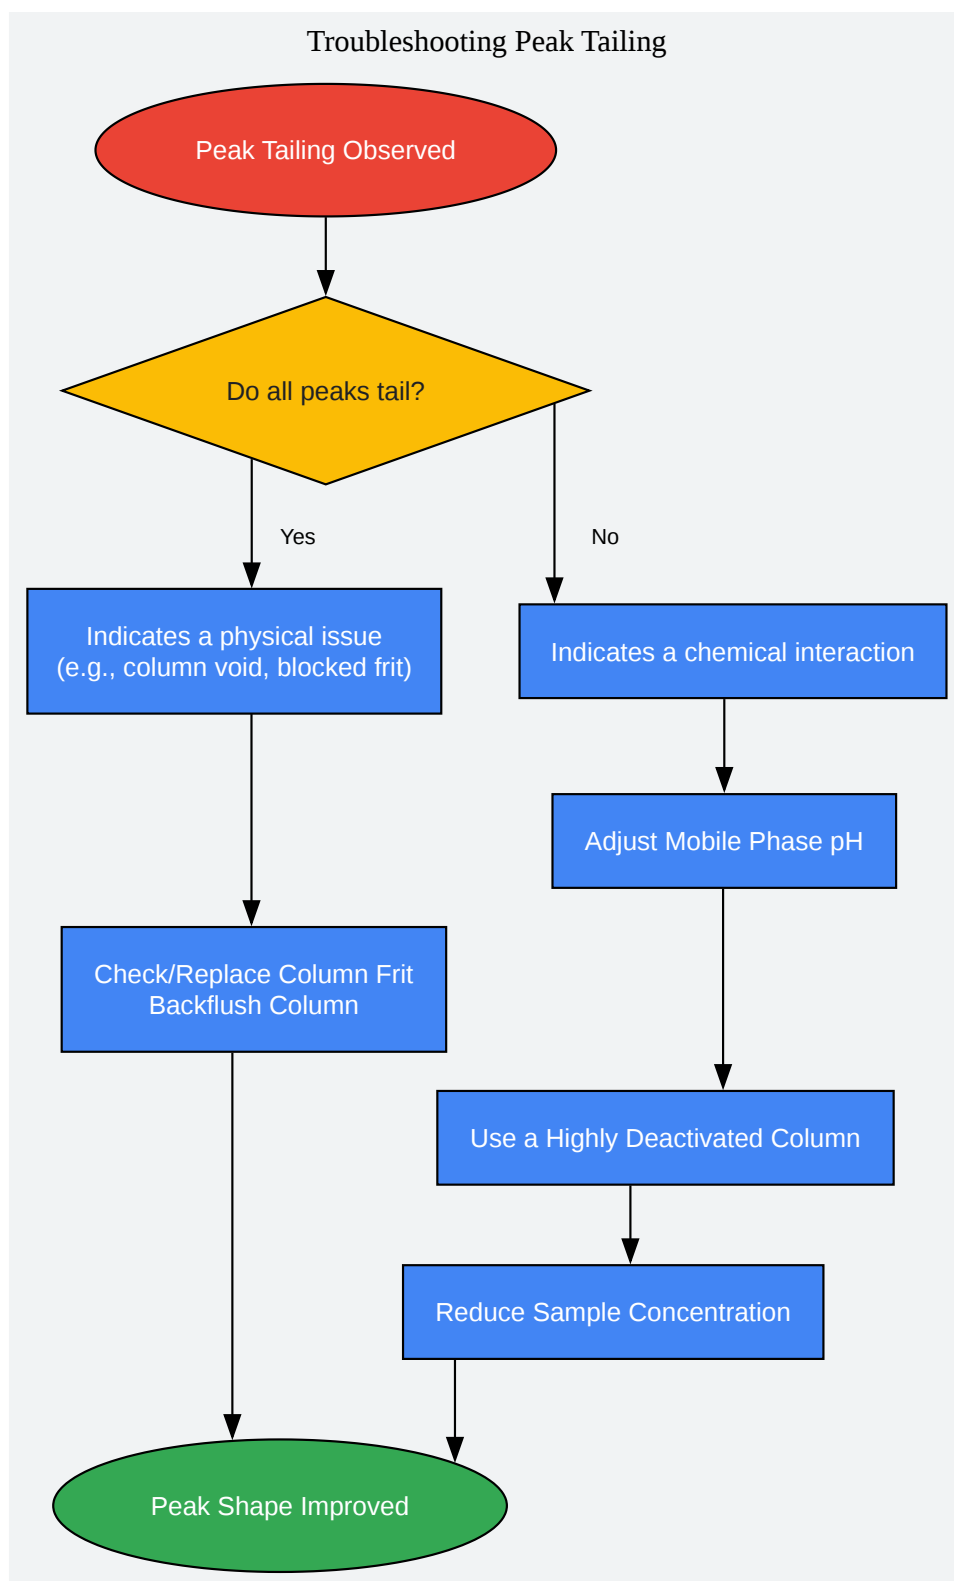 Troubleshooting Peak Tailing
Peak Tailing Observed
Do all peaks tail?
Yes
No
Indicates a physical issue
(e.g., column void, blocked frit)
Indicates a chemical interaction
Adjust Mobile Phase pH
Check/Replace Column Frit
Backflush Column
Use a Highly Deactivated Column
Reduce Sample Concentration
Peak Shape Improved